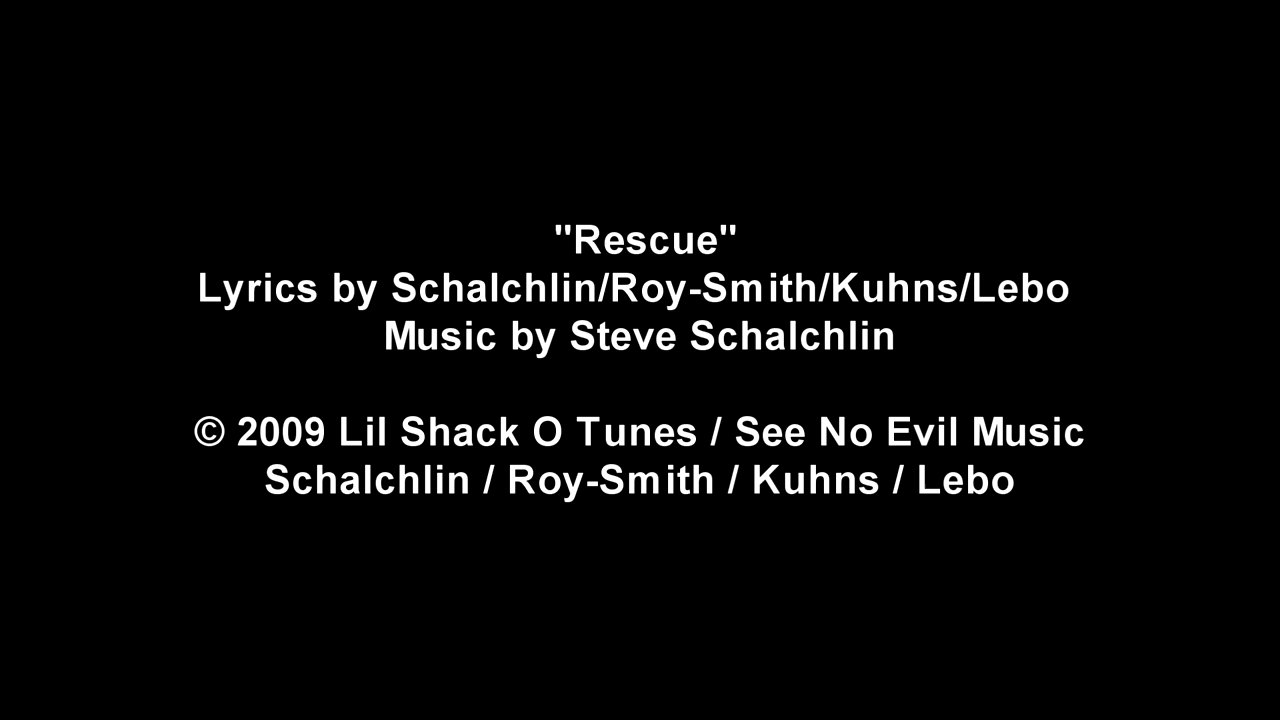 "Rescue"
Lyrics by Schalchlin/Roy-Smith/Kuhns/Lebo
Music by Steve Schalchlin
© 2009 Lil Shack O Tunes / See No Evil Music
Schalchlin / Roy-Smith / Kuhns / Lebo